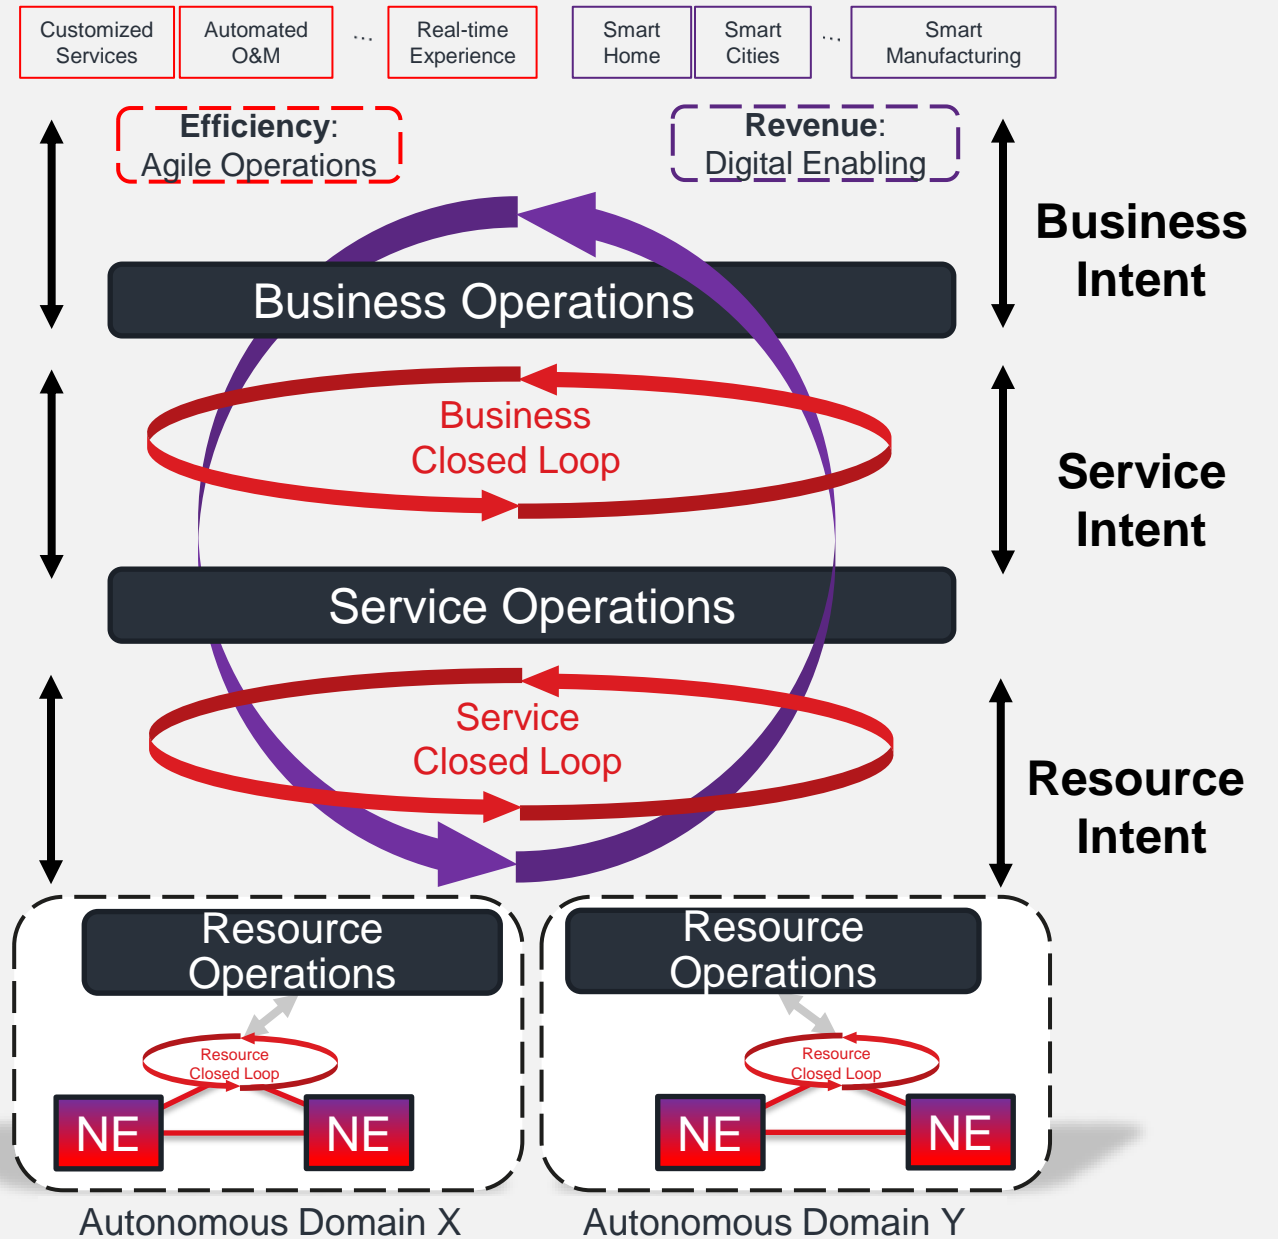 Customized
Services
Automated
O&M
...
Real-time
Experience
Smart
Home
Smart
Cities
...
Smart
Manufacturing
Efficiency:
Agile Operations
Revenue:
Digital Enabling
Business
Intent
Business Operations
Business
Closed Loop
Service
Intent
Service Operations
Service
Closed Loop
Resource
Intent
Resource
Operations
Resource
Closed Loop
NE
NE
Autonomous Domain X
Resource
Operations
Resource
Closed Loop
NE
NE
Autonomous Domain Y